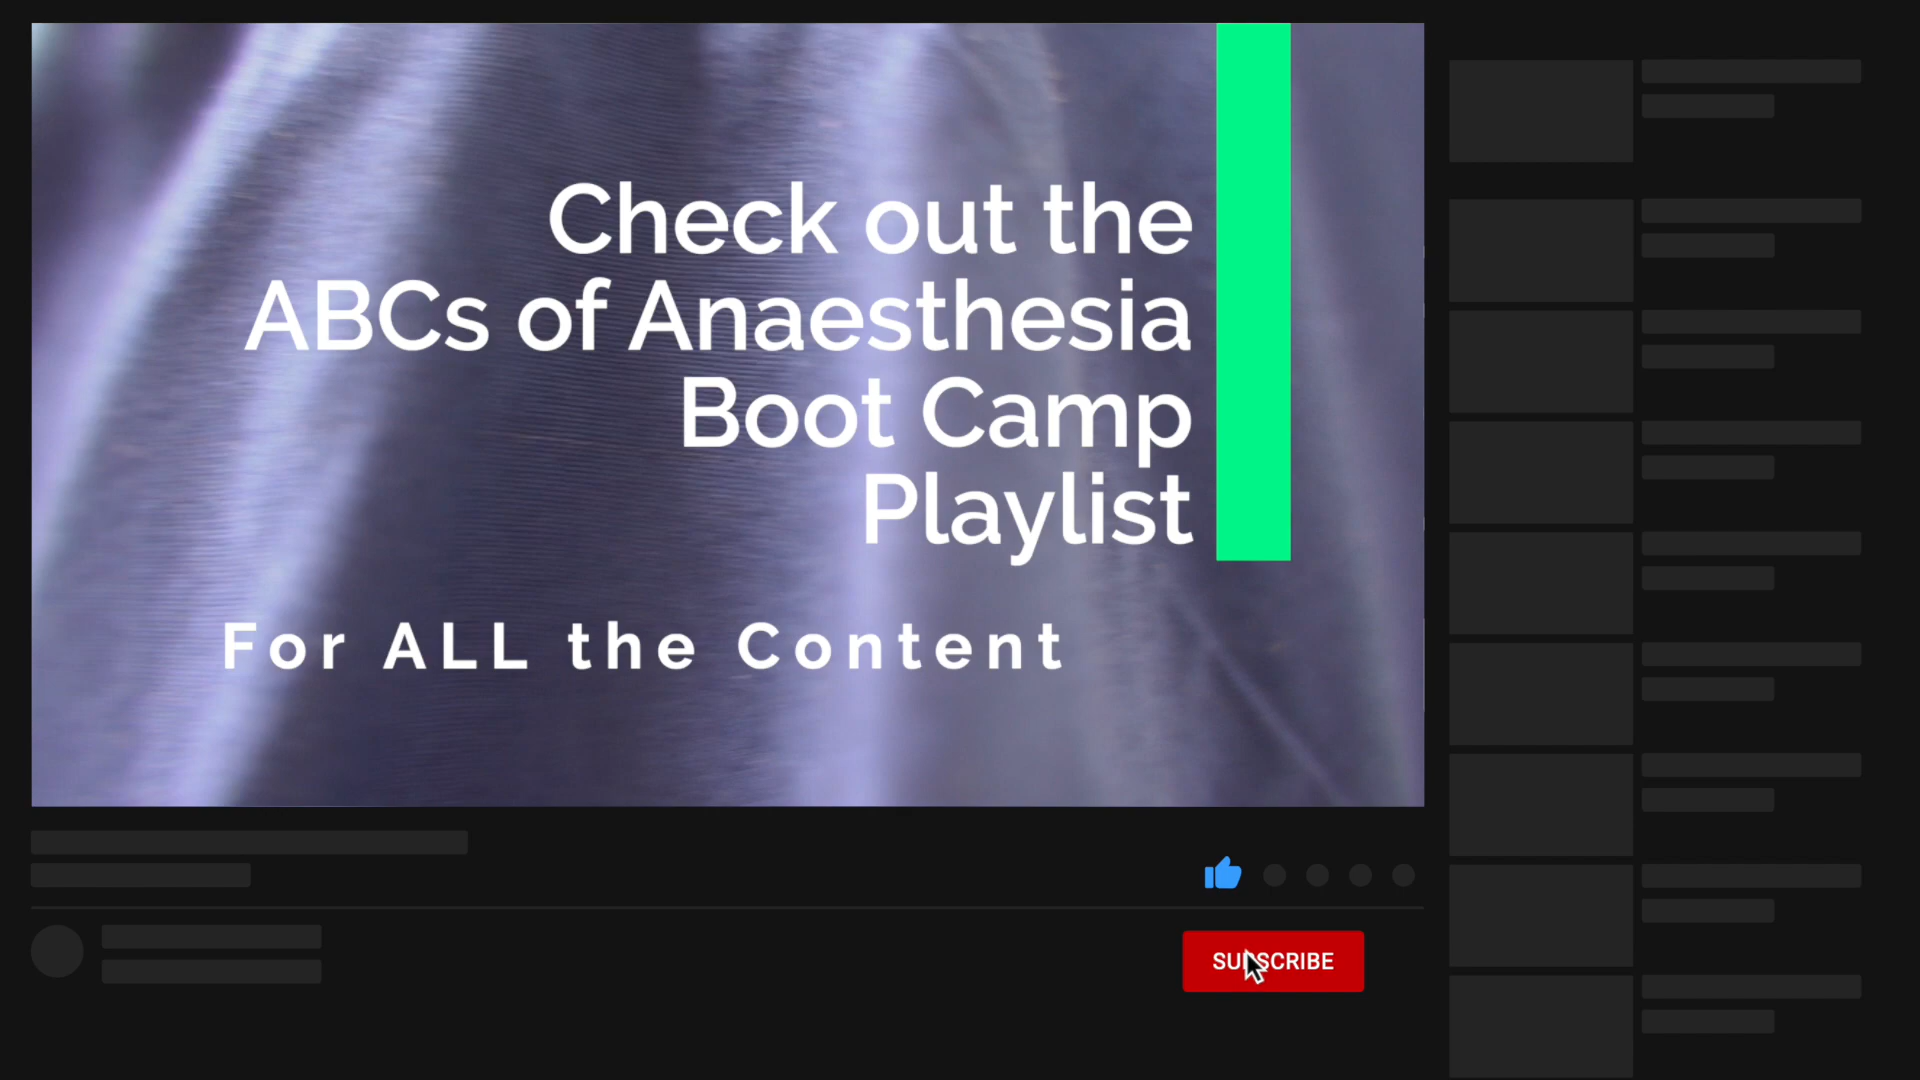 Check out the
ABCs of Anaesthesia
Boot Camp
Playlist
For ALL the Content
SUBSCRIBE